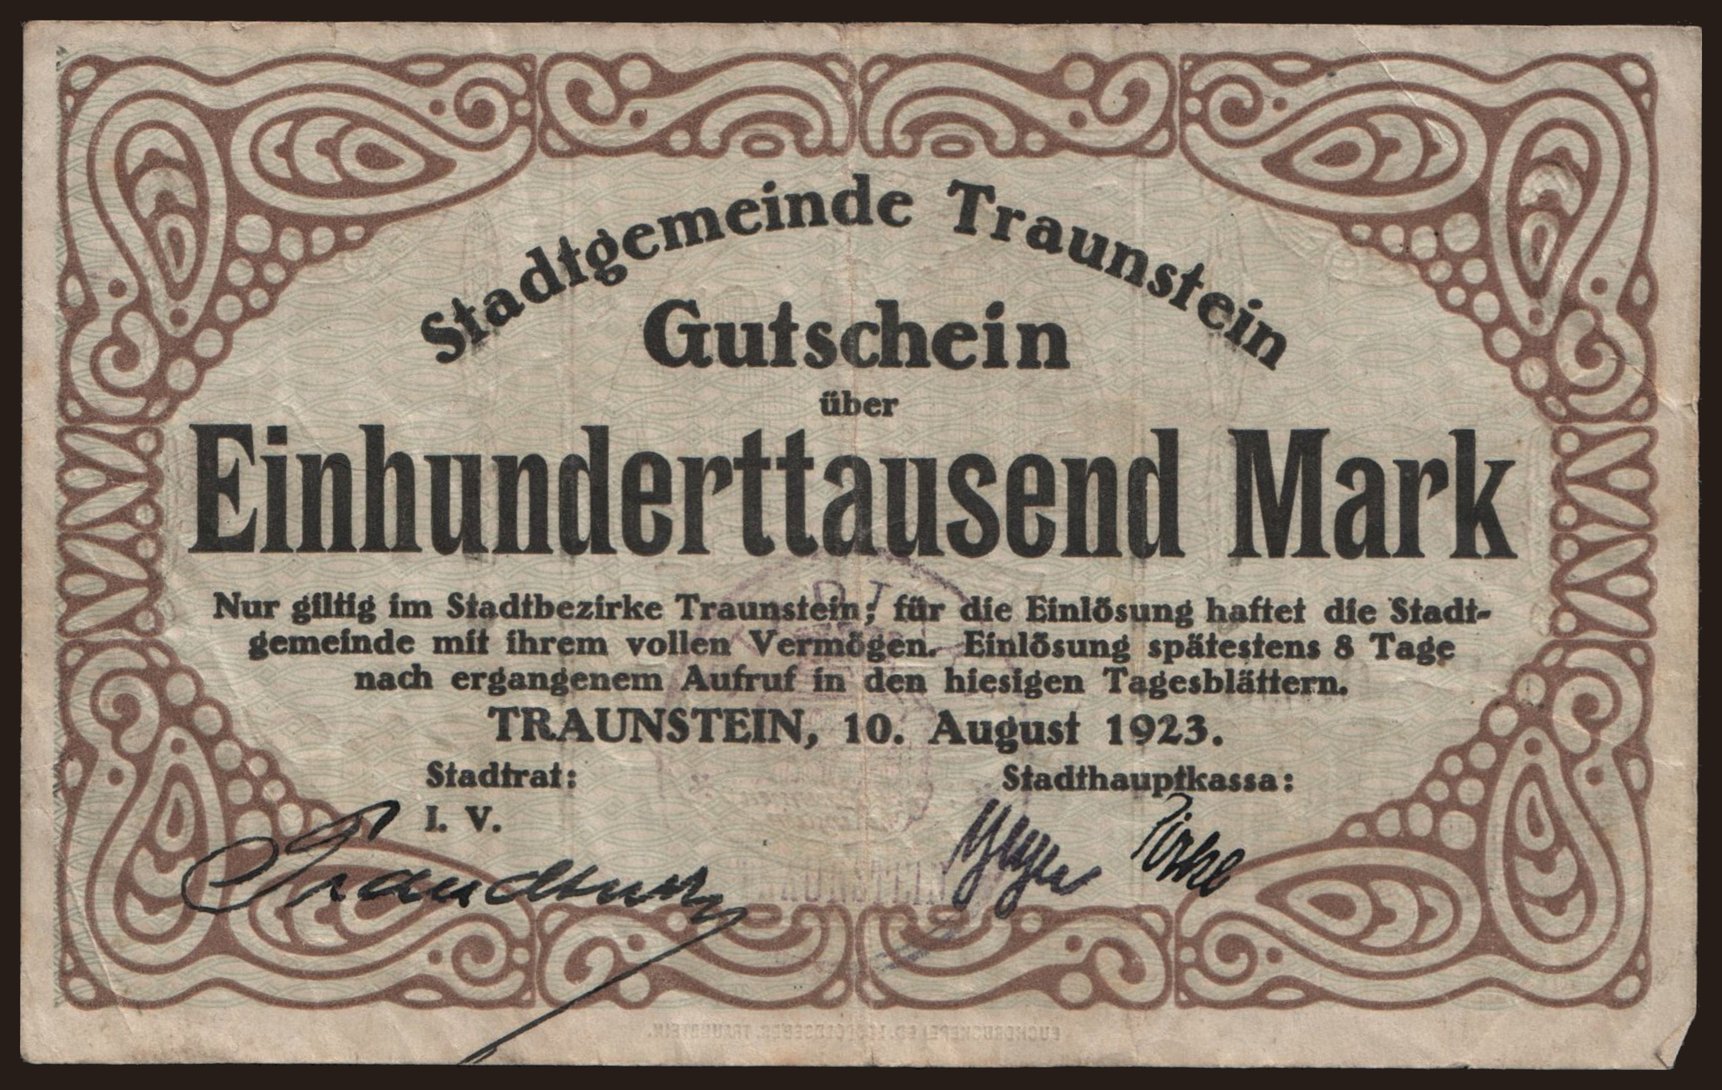 Stadtgemeinde Traunstein
Gutschein
über
Einhunderttausend Mark
Nur giltig im Stadtbezirke Traunstein; für die Einlösung haftet die Stadt-
gemeinde mit ihrem vollen Vermögen. Einlösung spätestens 8 Tage
nach ergangenem Aufruf in den hiesigen Tagesblättern.
TRAUNSTEIN, 10. August 1923.
Stadtrat: Stadthauptkassa:
I. V.